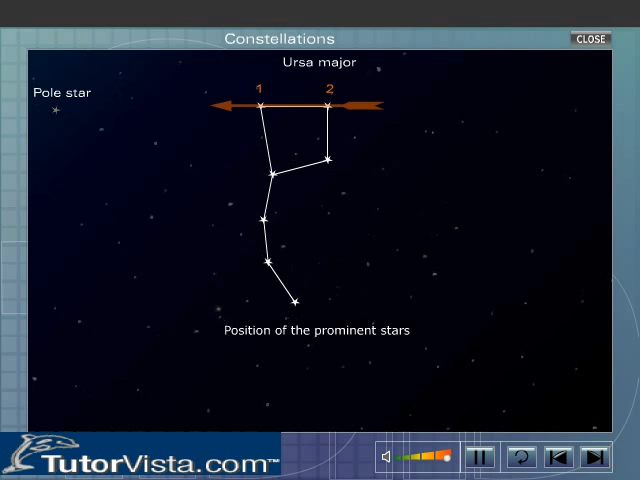 Constellations
CLOSE
Ursa major
Pole star
1 2
Position of the prominent stars
TutorVista.com™